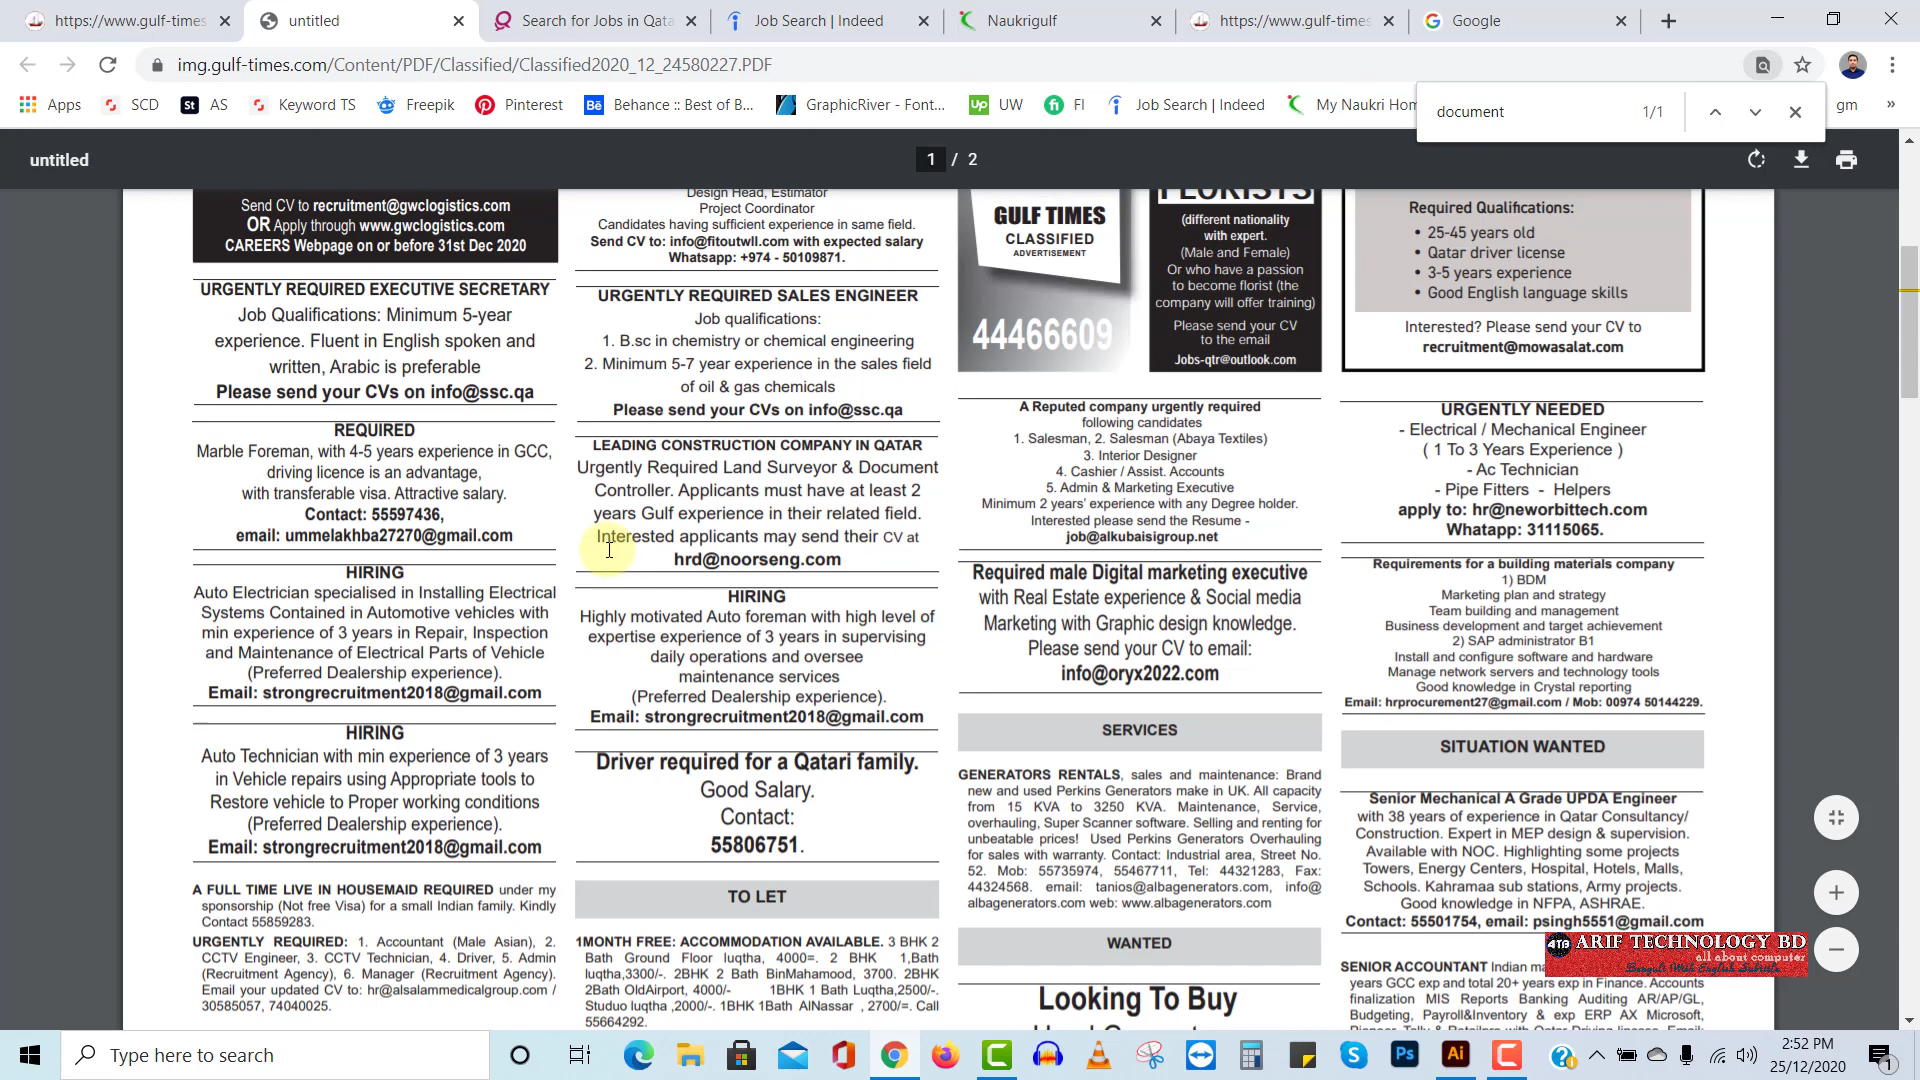 https://www.gulf-times
untitled
Search for Jobs in Qata
Job Search | Indeed
Naukrigulf
https://www.gulf-times
Google
img.gulf-times.com/Content/PDF/Classified/Classified2020_12_24580227.PDF
Apps
SCD
AS
Keyword TS
Freepik
Pinterest
Behance :: Best of B...
GraphicRiver - Font...
UW
FI
Job Search | Indeed
My Naukri Hom
gm
document 1/1
untitled
1 / 2
Send CV to recruitment@gwclogistics.com
OR Apply through www.gwclogistics.com
CAREERS Webpage on or before 31st Dec 2020
URGENTLY REQUIRED EXECUTIVE SECRETARY
Job Qualifications: Minimum 5-year
experience. Fluent in English spoken and
written, Arabic is preferable
Please send your CVs on info@ssc.qa
REQUIRED
Marble Foreman, with 4-5 years experience in GCC,
driving licence is an advantage,
with transferable visa. Attractive salary.
Contact: 55597436,
email: ummelakhba27270@gmail.com
HIRING
Auto Electrician specialised in Installing Electrical
Systems Contained in Automotive vehicles with
min experience of 3 years in Repair, Inspection
and Maintenance of Electrical Parts of Vehicle
(Preferred Dealership experience).
Email: strongrecruitment2018@gmail.com
HIRING
Auto Technician with min experience of 3 years
in Vehicle repairs using Appropriate tools to
Restore vehicle to Proper working conditions
(Preferred Dealership experience).
Email: strongrecruitment2018@gmail.com
A FULL TIME LIVE IN HOUSEMAID REQUIRED under my
sponsorship (Not free Visa) for a small Indian family. Kindly
Contact 55859283.
URGENTLY REQUIRED: 1. Accountant (Male Asian), 2.
CCTV Engineer, 3. CCTV Technician, 4. Driver, 5. Admin
(Recruitment Agency), 6. Manager (Recruitment Agency).
Email your updated CV to: hr@alsalammedicalgroup.com /
30585057, 74040025.
Design Head, Estimator
Project Coordinator
Candidates having sufficient experience in same field.
Send CV to: info@fitoutwll.com with expected salary
Whatsapp: +974 - 50109871.
URGENTLY REQUIRED SALES ENGINEER
Job qualifications:
1. B.sc in chemistry or chemical engineering
2. Minimum 5-7 year experience in the sales field
of oil & gas chemicals
Please send your CVs on info@ssc.qa
LEADING CONSTRUCTION COMPANY IN QATAR
Urgently Required Land Surveyor & Document
Controller. Applicants must have at least 2
years Gulf experience in their related field.
Interested applicants may send their CV at
hrd@noorseng.com
HIRING
Highly motivated Auto foreman with high level of
expertise experience of 3 years in supervising
daily operations and oversee
maintenance services
(Preferred Dealership experience).
Email: strongrecruitment2018@gmail.com
Driver required for a Qatari family.
Good Salary.
Contact:
55806751.
TO LET
1MONTH FREE: ACCOMMODATION AVAILABLE. 3 BHK 2
Bath Ground Floor luqtha, 4000=. 2 BHK 1,Bath
luqtha,3300/-. 2BHK 2 Bath BinMahamood, 3700. 2BHK
2Bath OldAirport, 4000/- 1BHK 1 Bath Luqtha,2500/-.
Studuo luqtha ,2000/-. 1BHK 1Bath AlNassar , 2700/=. Call
55664292.
GULF TIMES
CLASSIFIED
ADVERTISEMENT
44466609
FLORISTS
(different nationality
with expert.
(Male and Female)
Or who have a passion
to become florist (the
company will offer training)
Please send your CV
to the email
Jobs-qtr@outlook.com
A Reputed company urgently required
following candidates
1. Salesman, 2. Salesman (Abaya Textiles)
3. Interior Designer
4. Cashier / Assist. Accounts
5. Admin & Marketing Executive
Minimum 2 years' experience with any Degree holder.
Interested please send the Resume -
job@alkubaisigroup.net
Required male Digital marketing executive
with Real Estate experience & Social media
Marketing with Graphic design knowledge.
Please send your CV to email:
info@oryx2022.com
SERVICES
GENERATORS RENTALS, sales and maintenance: Brand
new and used Perkins Generators make in UK. All capacity
from 15 KVA to 3250 KVA. Maintenance, Service,
overhauling, Super Scanner software. Selling and renting for
unbeatable prices! Used Perkins Generators Overhauling
for sales with warranty. Contact: Industrial area, Street No.
52. Mob: 55735974, 55467711, Tel: 44321283, Fax:
44324568. email: tanios@albagenerators.com, info@
albagenerators.com web: www.albagenerators.com
WANTED
Looking To Buy
Required Qualifications:
• 25-45 years old
• Qatar driver license
• 3-5 years experience
• Good English language skills
Interested? Please send your CV to
recruitment@mowasalat.com
URGENTLY NEEDED
- Electrical / Mechanical Engineer
( 1 To 3 Years Experience )
- Ac Technician
- Pipe Fitters - Helpers
apply to: hr@neworbittech.com
Whatapp: 31115065.
Requirements for a building materials company
1) BDM
Marketing plan and strategy
Team building and management
Business development and target achievement
2) SAP administrator B1
Install and configure software and hardware
Manage network servers and technology tools
Good knowledge in Crystal reporting
Email: hrprocurement27@gmail.com / Mob: 00974 50144229.
SITUATION WANTED
Senior Mechanical A Grade UPDA Engineer
with 38 years of experience in Qatar Consultancy/
Construction. Expert in MEP design & supervision.
Available with NOC. Highlighting some projects
Towers, Energy Centers, Hospital, Hotels, Malls,
Schools. Kahramaa sub stations, Army projects.
Good knowledge in NFPA, ASHRAE.
Contact: 55501754, email: psingh5551@gmail.com
SENIOR ACCOUNTANT Indian
years GCC exp and total 20+ years exp in Finance. Accounts
finalization MIS Reports Banking Auditing AR/AP/GL,
Budgeting, Payroll&Inventory & exp ERP AX Microsoft,
ATB ARIF TECHNOLOGY BD
all about computer
Bengali With English Subtitle
Type here to search
2:52 PM
25/12/2020